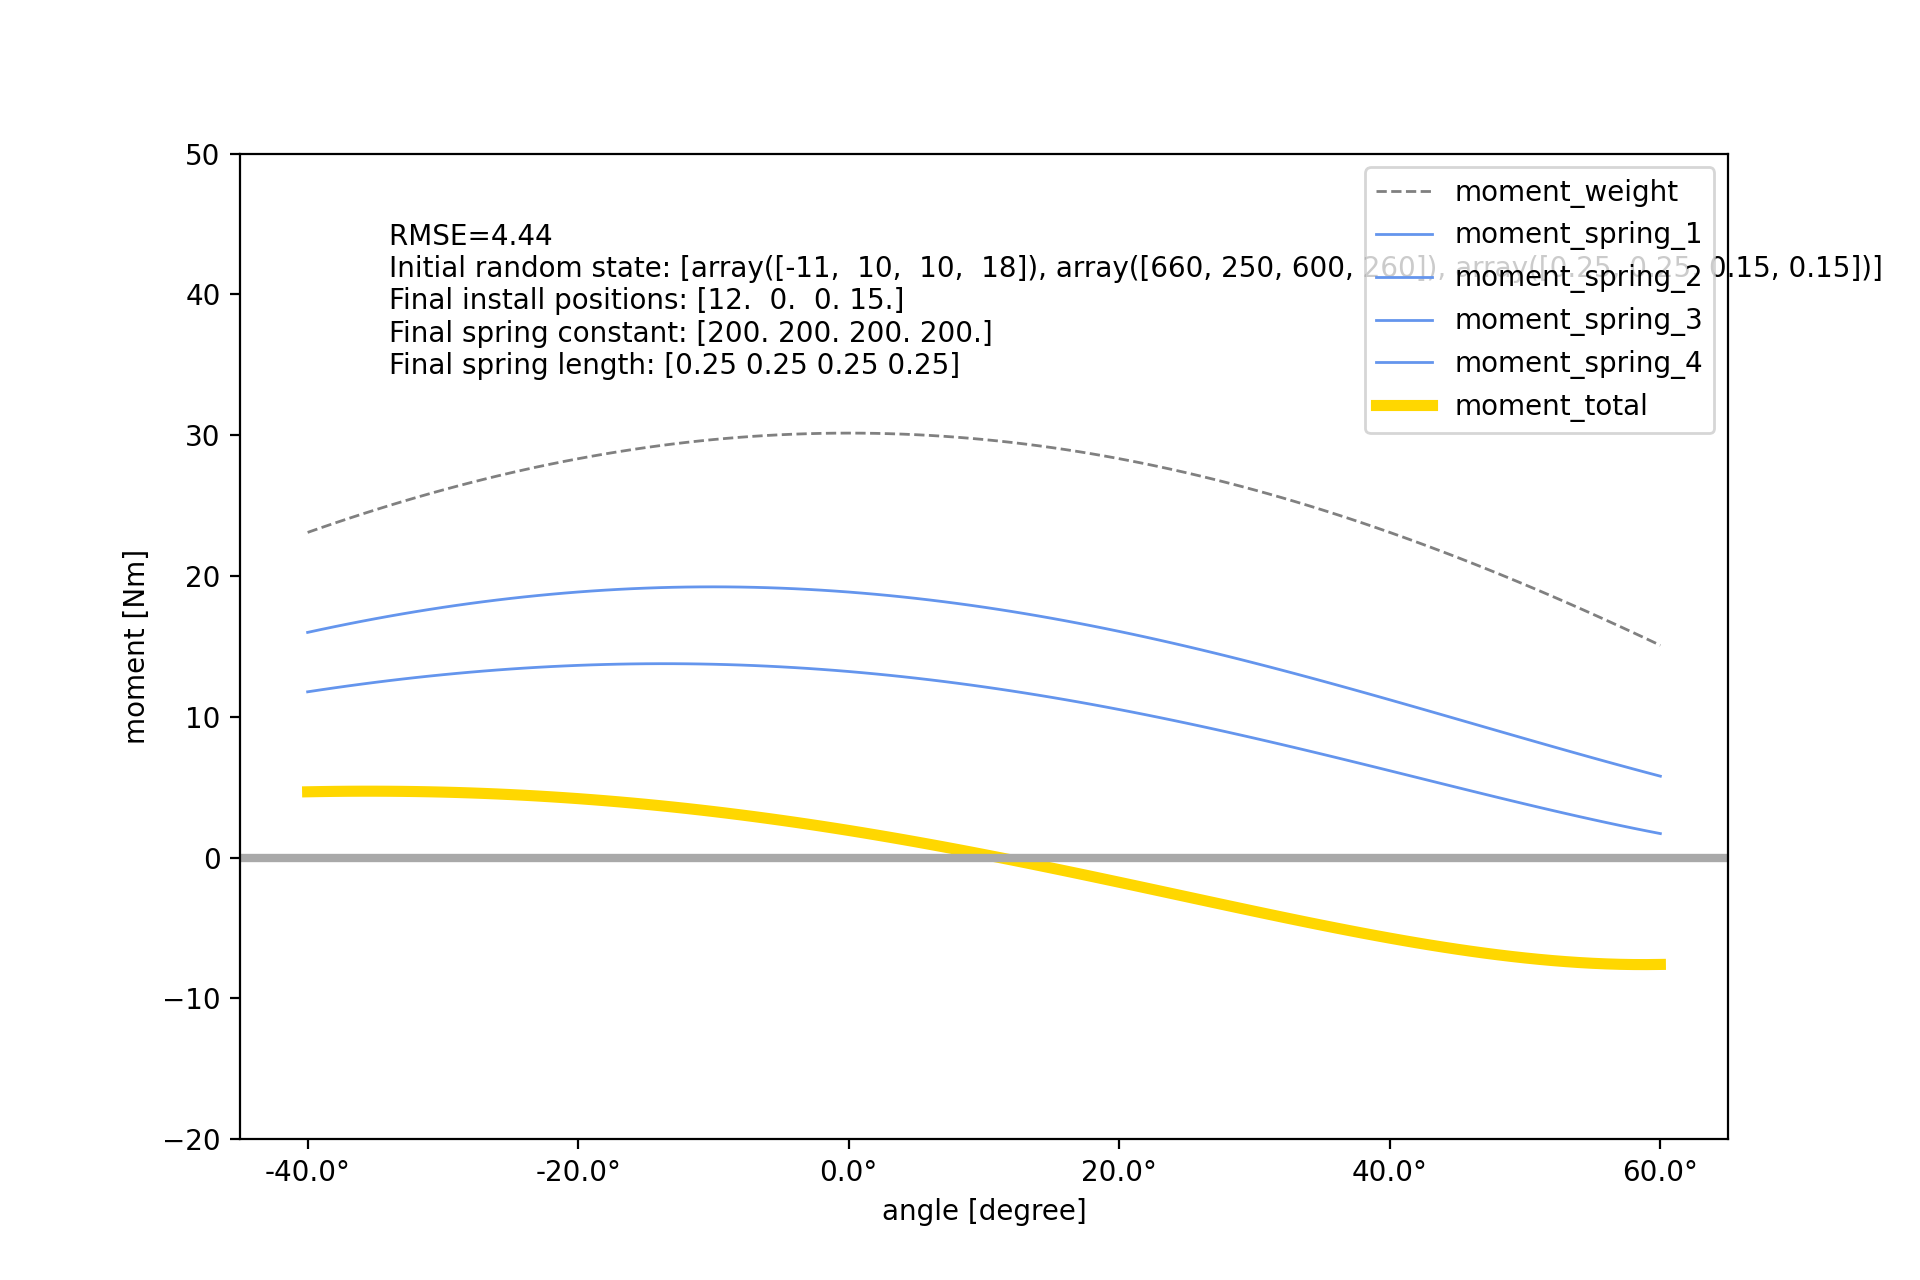 50
40
30
20
10
0
−10
−20
moment [Nm]
RMSE=4.44
Initial random state: [array([-11,  10,  10,  18]), array([660, 250, 600, 260]), array([0.25, 0.25, 0.15, 0.15])]
Final install positions: [12.  0.  0. 15.]
Final spring constant: [200. 200. 200. 200.]
Final spring length: [0.25 0.25 0.25 0.25]
moment_weight
moment_spring_1
moment_spring_2
moment_spring_3
moment_spring_4
moment_total
-40.0°
-20.0°
0.0°
20.0°
40.0°
60.0°
angle [degree]